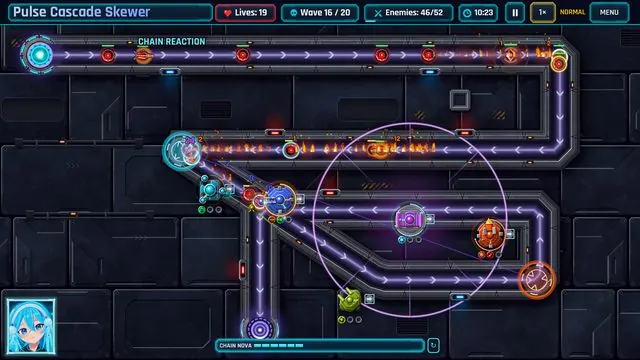 Pulse Cascade Skewer
Lives: 19
Wave 16 / 20
Enemies: 46/52
10:23
1×
NORMAL
MENU
CHAIN REACTION
CHAIN NOVA